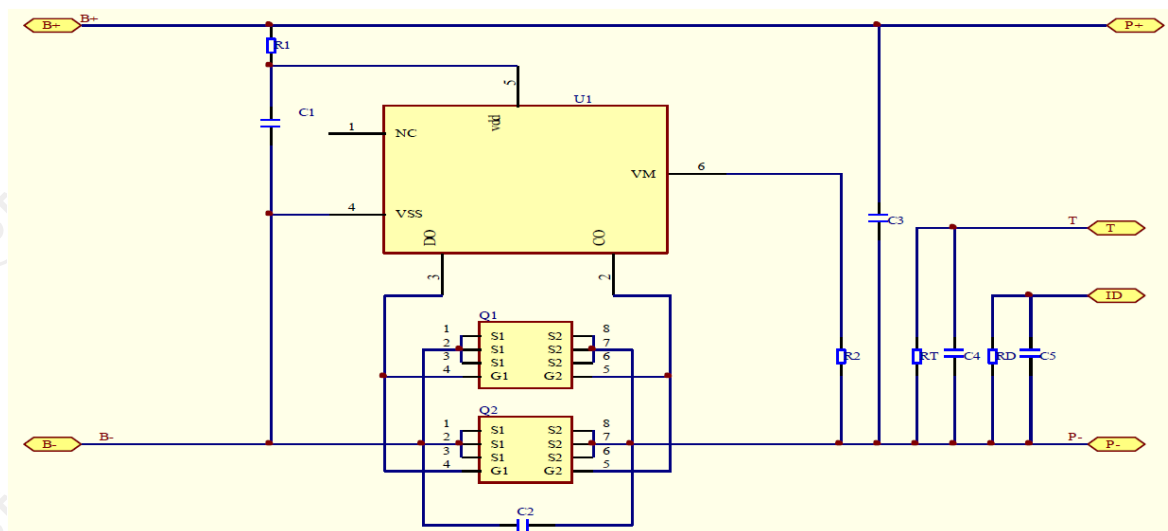 B+ B+ P+
R1
5
U1
C1
vdd
1 NC
VM 6
4 VSS
DO CO
C3
T T
3 2
ID
Q1
1 S1 S2 8
2 S1 S2 7
3 S1 S2 6
4 G1 G2 5
R2 RT C4 RD C5
Q2
1 S1 S2 8
2 S1 S2 7
3 S1 S2 6
4 G1 G2 5
B- B- P- P-
C2